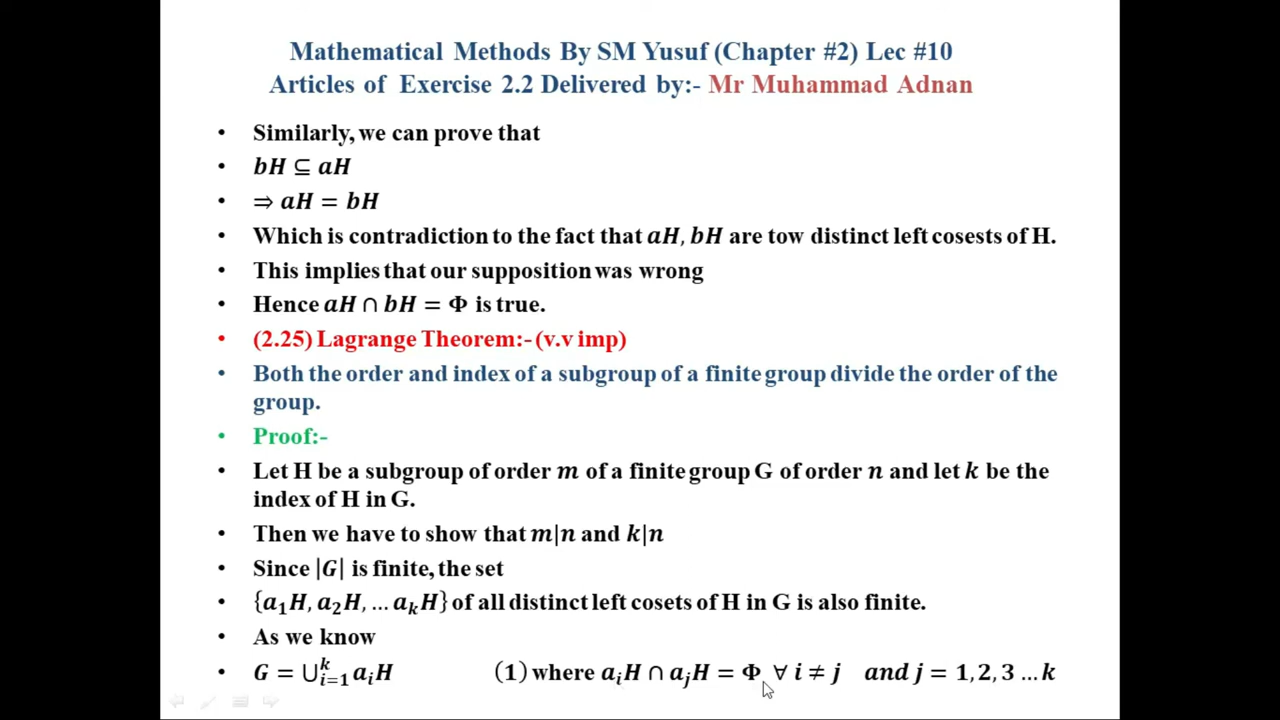 Mathematical Methods By SM Yusuf (Chapter #2) Lec #10
Articles of Exercise 2.2 Delivered by:- Mr Muhammad Adnan
• Similarly, we can prove that
• bH ⊆ aH
• ⇒ aH = bH
• Which is contradiction to the fact that aH, bH are tow distinct left cosests of H.
• This implies that our supposition was wrong
• Hence aH ∩ bH = Φ is true.
• (2.25) Lagrange Theorem:- (v.v imp)
• Both the order and index of a subgroup of a finite group divide the order of the
group.
• Proof:-
• Let H be a subgroup of order m of a finite group G of order n and let k be the
index of H in G.
• Then we have to show that m|n and k|n
• Since |G| is finite, the set
• {a₁H, a₂H, … aₖH} of all distinct left cosets of H in G is also finite.
• As we know
• G = ⋃ᵢ₌₁ᵏ aᵢH (1) where aᵢH ∩ aⱼH = Φ, ∀ i ≠ j and j = 1, 2, 3 … k